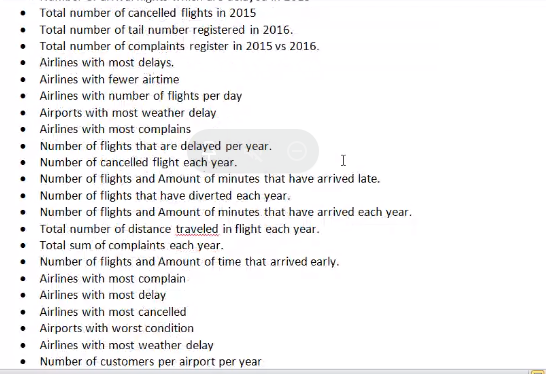 Total number of cancelled flights in 2015
Total number of tail number registered in 2016.
Total number of complaints register in 2015 vs 2016.
Airlines with most delays.
Airlines with fewer airtime
Airlines with number of flights per day
Airports with most weather delay
Airlines with most complains
Number of flights that are delayed per year.
Number of cancelled flight each year.
Number of flights and Amount of minutes that have arrived late.
Number of flights that have diverted each year.
Number of flights and Amount of minutes that have arrived each year.
Total number of distance traveled in flight each year.
Total sum of complaints each year.
Number of flights and Amount of time that arrived early.
Airlines with most complain
Airlines with most delay
Airlines with most cancelled
Airports with worst condition
Airlines with most weather delay
Number of customers per airport per year